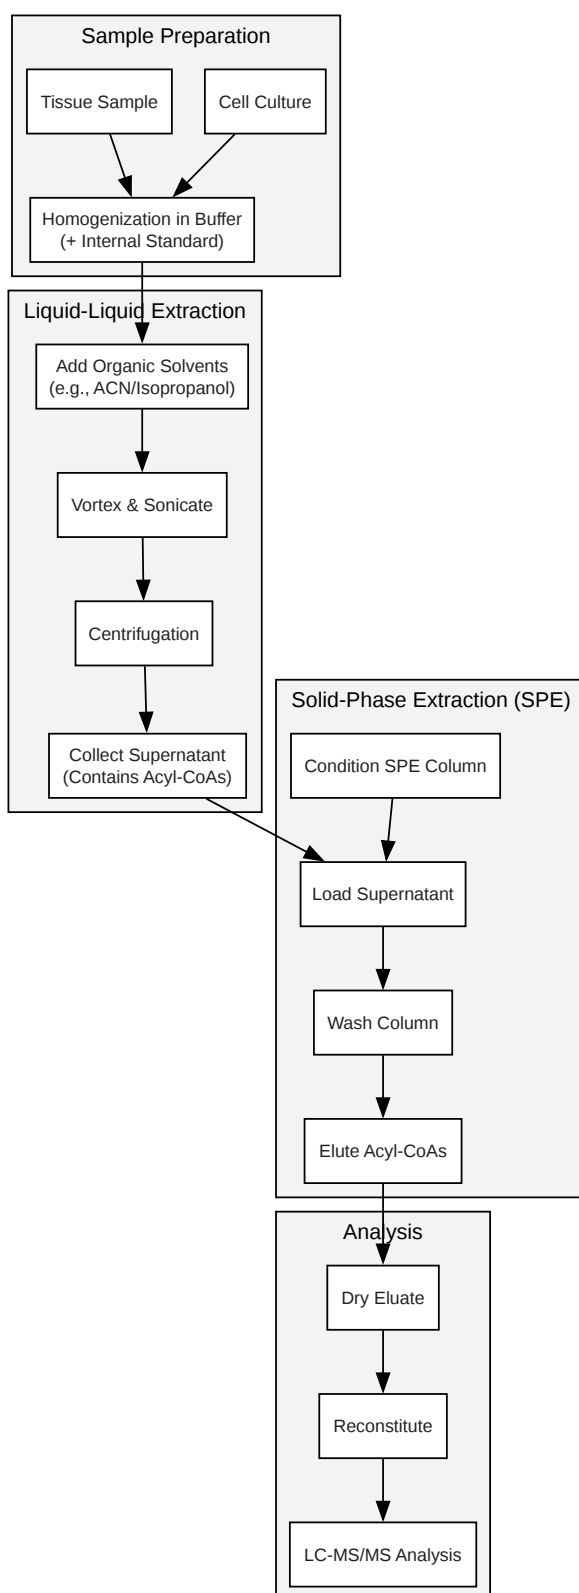 Sample Preparation
Tissue Sample
Cell Culture
Homogenization in Buffer
(+ Internal Standard)
Liquid-Liquid Extraction
Add Organic Solvents
(e.g., ACN/Isopropanol)
Vortex & Sonicate
Centrifugation
Collect Supernatant
(Contains Acyl-CoAs)
Solid-Phase Extraction (SPE)
Condition SPE Column
Load Supernatant
Wash Column
Elute Acyl-CoAs
Analysis
Dry Eluate
Reconstitute
LC-MS/MS Analysis